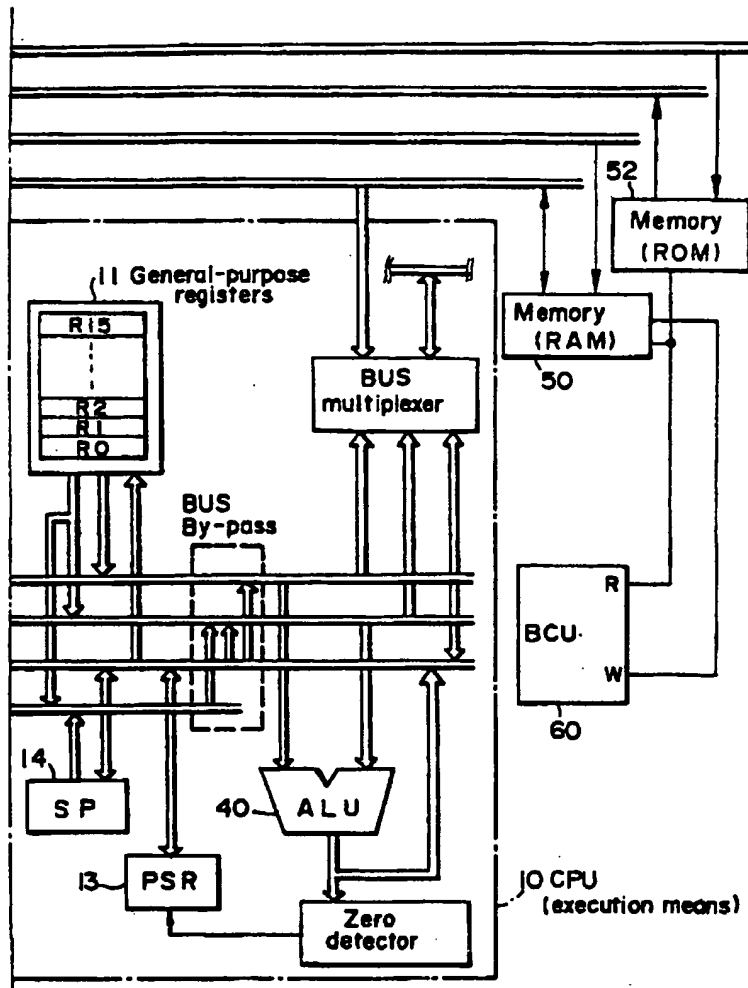 52
Memory
(ROM)
11 General-purpose
registers
R15
R2
R1
R0
Memory
(RAM)
50
BUS
multiplexer
BUS
By-pass
R
BCU
W
60
14
SP
40
ALU
13
PSR
10 CPU
(execution means)
Zero
detector